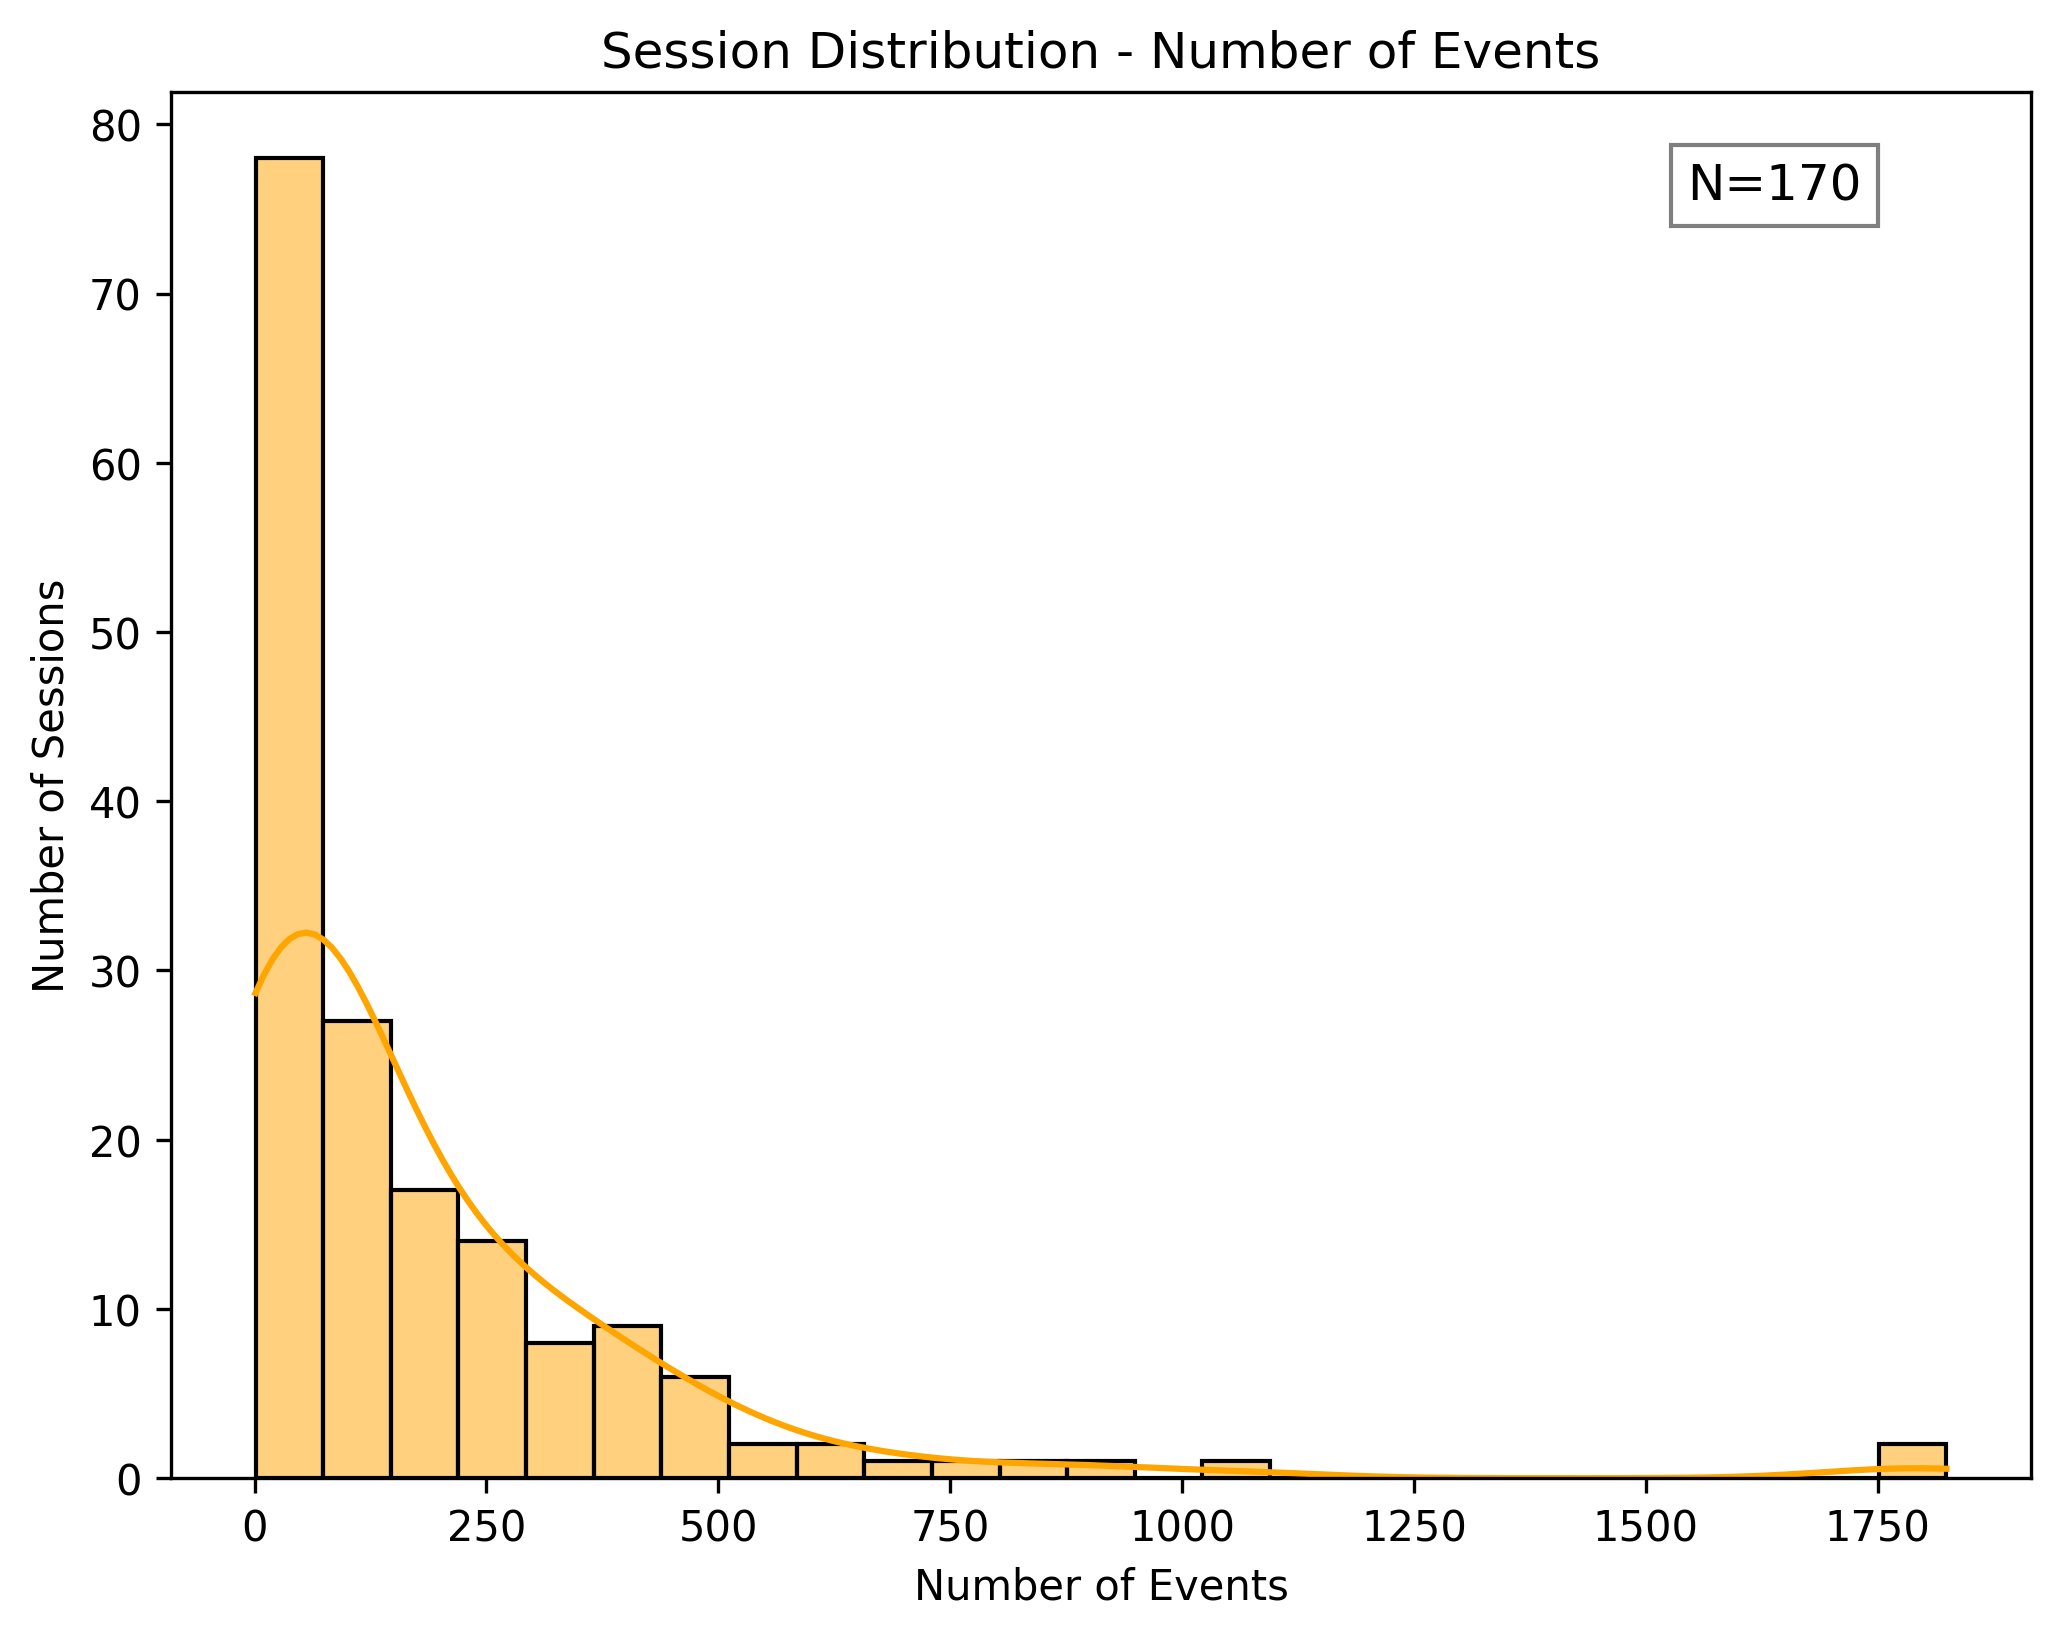 Session Distribution - Number of Events
80
70
60
50
40
30
20
10
0
Number of Sessions
N=170
0 250 500 750 1000 1250 1500 1750
Number of Events